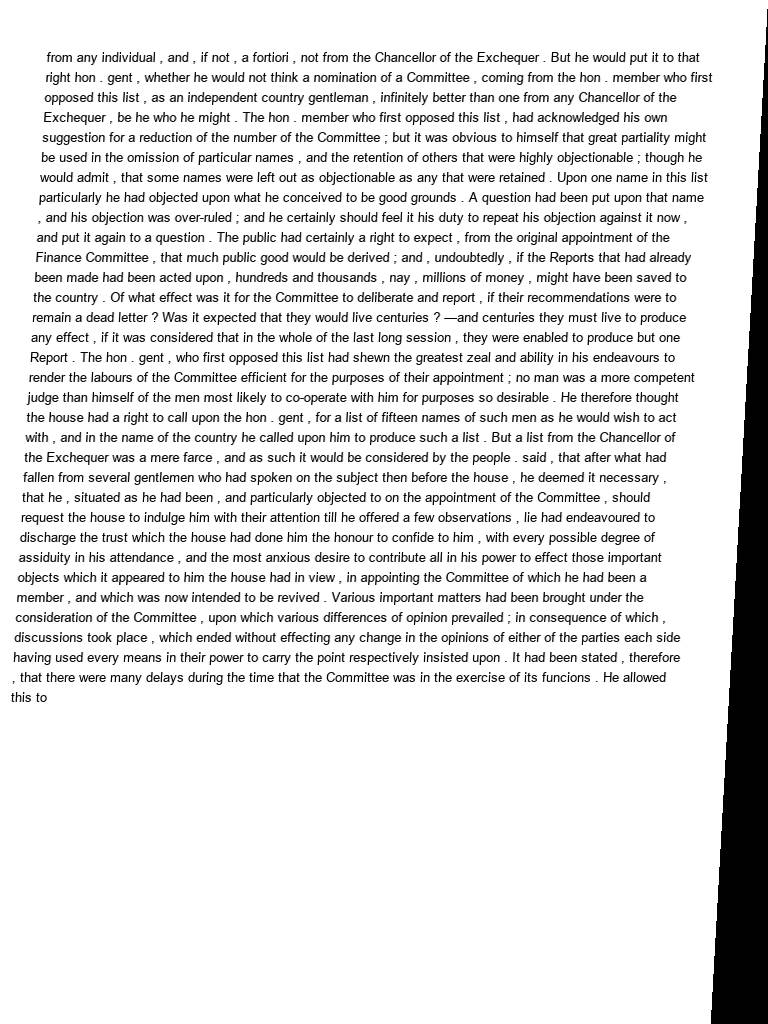 from any individual , and , if not , a fortiori , not from the Chancellor of the Exchequer . But he would put it to that
right hon . gent , whether he would not think a nomination of a Committee , coming from the hon . member who first
opposed this list , as an independent country gentleman , infinitely better than one from any Chancellor of the
Exchequer , be he who he might . The hon . member who first opposed this list , had acknowledged his own
suggestion for a reduction of the number of the Committee ; but it was obvious to himself that great partiality might
be used in the omission of particular names , and the retention of others that were highly objectionable ; though he
would admit , that some names were left out as objectionable as any that were retained . Upon one name in this list
particularly he had objected upon what he conceived to be good grounds . A question had been put upon that name
, and his objection was over-ruled ; and he certainly should feel it his duty to repeat his objection against it now ,
and put it again to a question . The public had certainly a right to expect , from the original appointment of the
Finance Committee , that much public good would be derived ; and , undoubtedly , if the Reports that had already
been made had been acted upon , hundreds and thousands , nay , millions of money , might have been saved to
the country . Of what effect was it for the Committee to deliberate and report , if their recommendations were to
remain a dead letter ? Was it expected that they would live centuries ? —and centuries they must live to produce
any effect , if it was considered that in the whole of the last long session , they were enabled to produce but one
Report . The hon . gent , who first opposed this list had shewn the greatest zeal and ability in his endeavours to
render the labours of the Committee efficient for the purposes of their appointment ; no man was a more competent
judge than himself of the men most likely to co-operate with him for purposes so desirable . He therefore thought
the house had a right to call upon the hon . gent , for a list of fifteen names of such men as he would wish to act
with , and in the name of the country he called upon him to produce such a list . But a list from the Chancellor of
the Exchequer was a mere farce , and as such it would be considered by the people . said , that after what had
fallen from several gentlemen who had spoken on the subject then before the house , he deemed it necessary ,
that he , situated as he had been , and particularly objected to on the appointment of the Committee , should
request the house to indulge him with their attention till he offered a few observations , lie had endeavoured to
discharge the trust which the house had done him the honour to confide to him , with every possible degree of
assiduity in his attendance , and the most anxious desire to contribute all in his power to effect those important
objects which it appeared to him the house had in view , in appointing the Committee of which he had been a
member , and which was now intended to be revived . Various important matters had been brought under the
consideration of the Committee , upon which various differences of opinion prevailed ; in consequence of which ,
discussions took place , which ended without effecting any change in the opinions of either of the parties each side
having used every means in their power to carry the point respectively insisted upon . It had been stated , therefore
, that there were many delays during the time that the Committee was in the exercise of its funcions . He allowed
this to